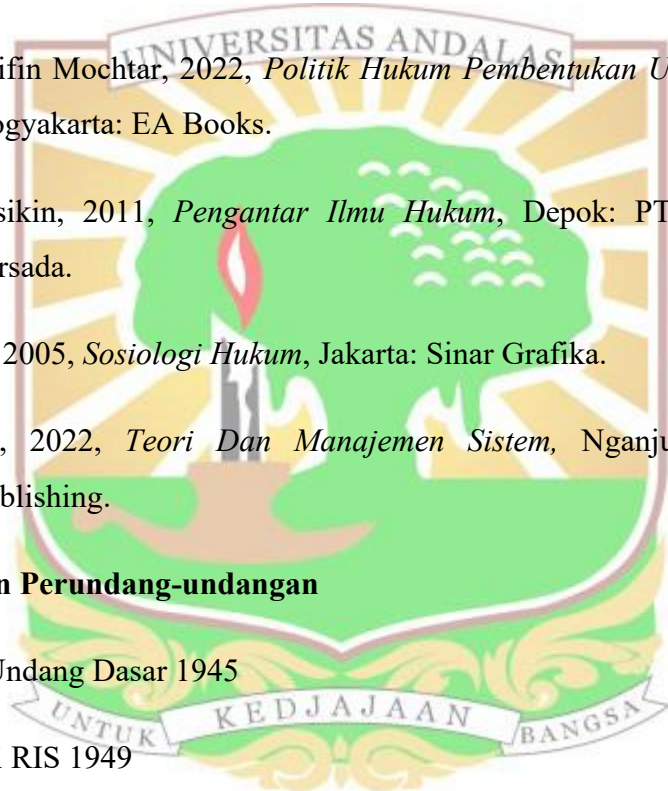 UNIVERSITAS ANDALAS
ifin Mochtar, 2022, Politik Hukum Pembentukan U
ogyakarta: EA Books.
sikin, 2011, Pengantar Ilmu Hukum, Depok: PT
ersada.
2005, Sosiologi Hukum, Jakarta: Sinar Grafika.
, 2022, Teori Dan Manajemen Sistem, Nganju
blishing.
n Perundang-undangan
Undang Dasar 1945
UNTUK KEDJAJAAN BANGSA
i RIS 1949